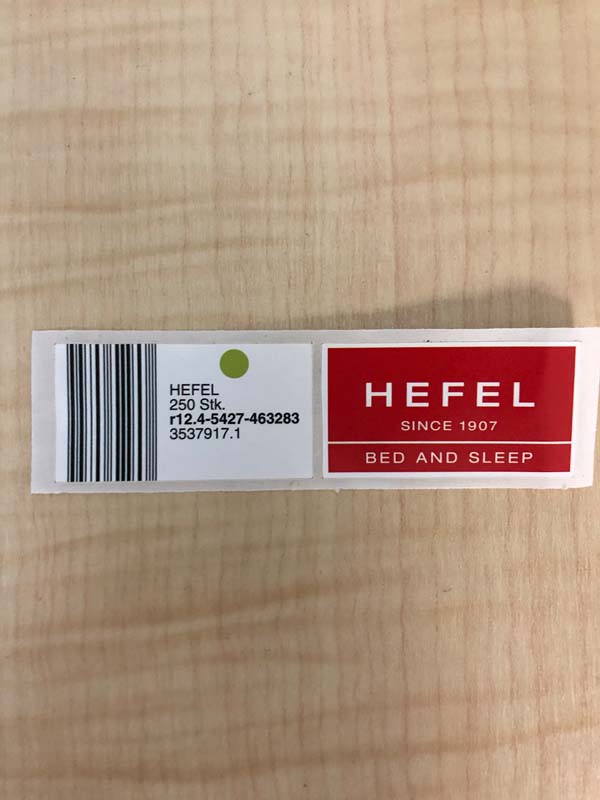 HEFEL
250 Stk.
r12.4-5427-463283
3537917.1
HEFEL
SINCE 1907
BED AND SLEEP